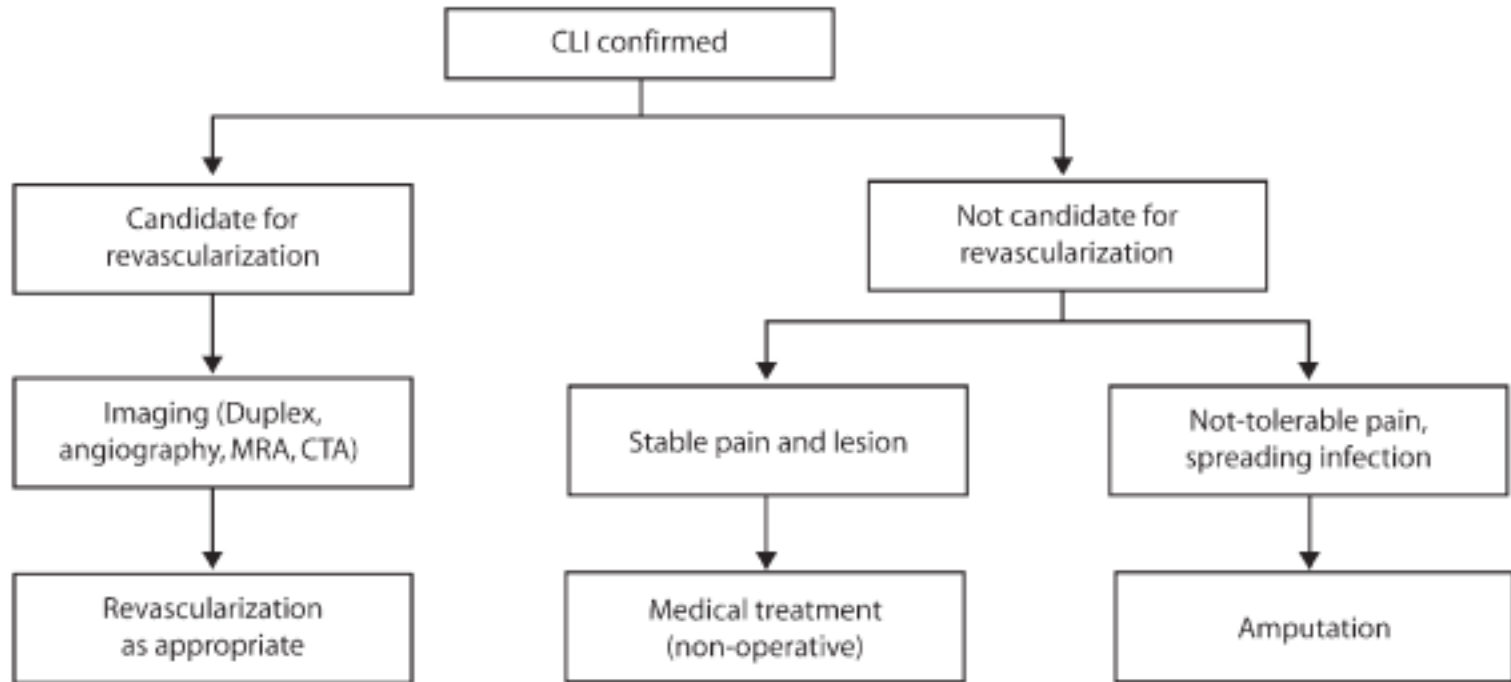 CLI confirmed
Candidate for
revascularization
Not candidate for
revascularization
Imaging (Duplex,
angiography, MRA, CTA)
Stable pain and lesion
Not-tolerable pain,
spreading infection
Revascularization
as appropriate
Medical treatment
(non-operative)
Amputation